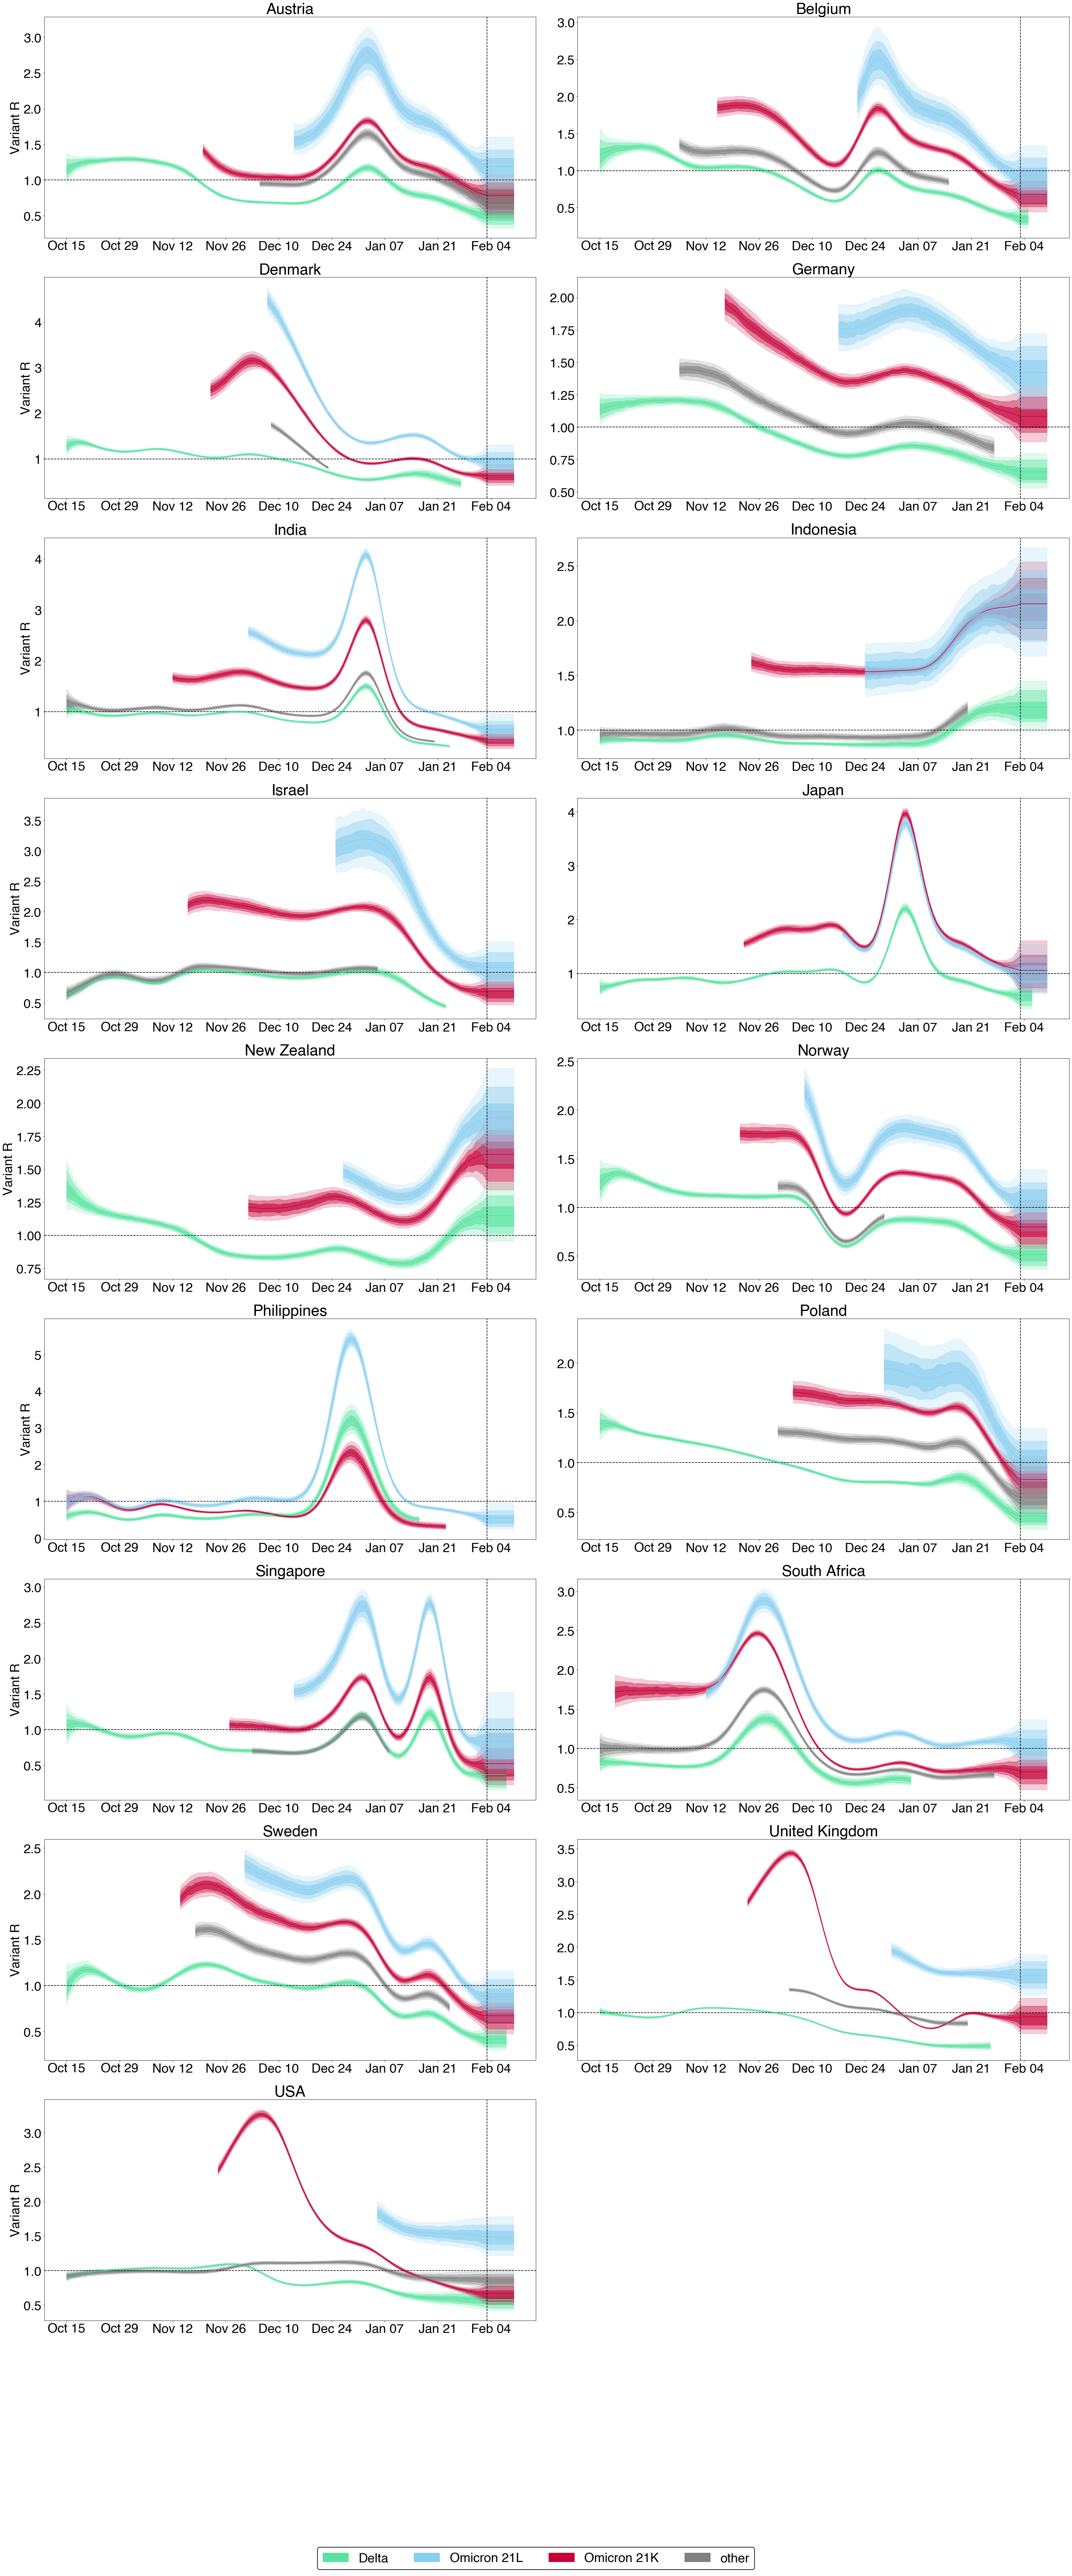 Austria
Variant R
3.0
2.5
2.0
1.5
1.0
0.5
Oct 15 Oct 29 Nov 12 Nov 26 Dec 10 Dec 24 Jan 07 Jan 21 Feb 04
Belgium
3.0
2.5
2.0
1.5
1.0
0.5
Oct 15 Oct 29 Nov 12 Nov 26 Dec 10 Dec 24 Jan 07 Jan 21 Feb 04
Denmark
Variant R
4
3
2
1
Oct 15 Oct 29 Nov 12 Nov 26 Dec 10 Dec 24 Jan 07 Jan 21 Feb 04
Germany
2.00
1.75
1.50
1.25
1.00
0.75
0.50
Oct 15 Oct 29 Nov 12 Nov 26 Dec 10 Dec 24 Jan 07 Jan 21 Feb 04
India
Variant R
4
3
2
1
Oct 15 Oct 29 Nov 12 Nov 26 Dec 10 Dec 24 Jan 07 Jan 21 Feb 04
Indonesia
2.5
2.0
1.5
1.0
Oct 15 Oct 29 Nov 12 Nov 26 Dec 10 Dec 24 Jan 07 Jan 21 Feb 04
Israel
Variant R
3.5
3.0
2.5
2.0
1.5
1.0
0.5
Oct 15 Oct 29 Nov 12 Nov 26 Dec 10 Dec 24 Jan 07 Jan 21 Feb 04
Japan
4
3
2
1
Oct 15 Oct 29 Nov 12 Nov 26 Dec 10 Dec 24 Jan 07 Jan 21 Feb 04
New Zealand
Variant R
2.25
2.00
1.75
1.50
1.25
1.00
0.75
Oct 15 Oct 29 Nov 12 Nov 26 Dec 10 Dec 24 Jan 07 Jan 21 Feb 04
Norway
2.5
2.0
1.5
1.0
0.5
Oct 15 Oct 29 Nov 12 Nov 26 Dec 10 Dec 24 Jan 07 Jan 21 Feb 04
Philippines
Variant R
5
4
3
2
1
0
Oct 15 Oct 29 Nov 12 Nov 26 Dec 10 Dec 24 Jan 07 Jan 21 Feb 04
Poland
2.0
1.5
1.0
0.5
Oct 15 Oct 29 Nov 12 Nov 26 Dec 10 Dec 24 Jan 07 Jan 21 Feb 04
Singapore
Variant R
3.0
2.5
2.0
1.5
1.0
0.5
Oct 15 Oct 29 Nov 12 Nov 26 Dec 10 Dec 24 Jan 07 Jan 21 Feb 04
South Africa
3.0
2.5
2.0
1.5
1.0
0.5
Oct 15 Oct 29 Nov 12 Nov 26 Dec 10 Dec 24 Jan 07 Jan 21 Feb 04
Sweden
Variant R
2.5
2.0
1.5
1.0
0.5
Oct 15 Oct 29 Nov 12 Nov 26 Dec 10 Dec 24 Jan 07 Jan 21 Feb 04
United Kingdom
3.5
3.0
2.5
2.0
1.5
1.0
0.5
Oct 15 Oct 29 Nov 12 Nov 26 Dec 10 Dec 24 Jan 07 Jan 21 Feb 04
USA
Variant R
3.0
2.5
2.0
1.5
1.0
0.5
Oct 15 Oct 29 Nov 12 Nov 26 Dec 10 Dec 24 Jan 07 Jan 21 Feb 04
Delta Omicron 21L Omicron 21K other